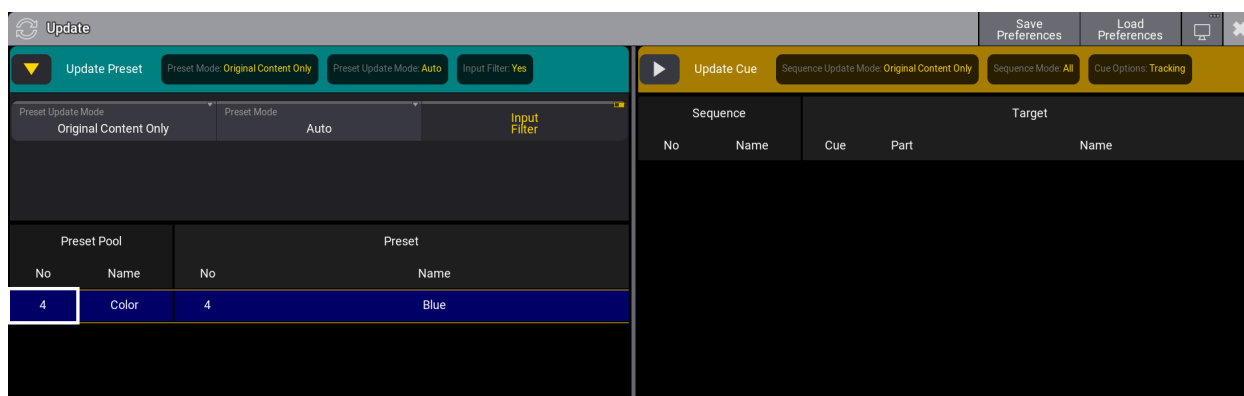 Update
Save Preferences
Load Preferences
Update Preset
Preset Mode: Original Content Only
Preset Update Mode: Auto
Input Filter: Yes
Update Cue
Sequence Update Mode: Original Content Only
Sequence Mode: All
Cue Options: Tracking
Preset Update Mode
Original Content Only
Preset Mode
Auto
Input
Filter
Preset Pool
Preset
No
Name
No
Name
4
Color
4
Blue
Sequence
Target
No
Name
Cue
Part
Name